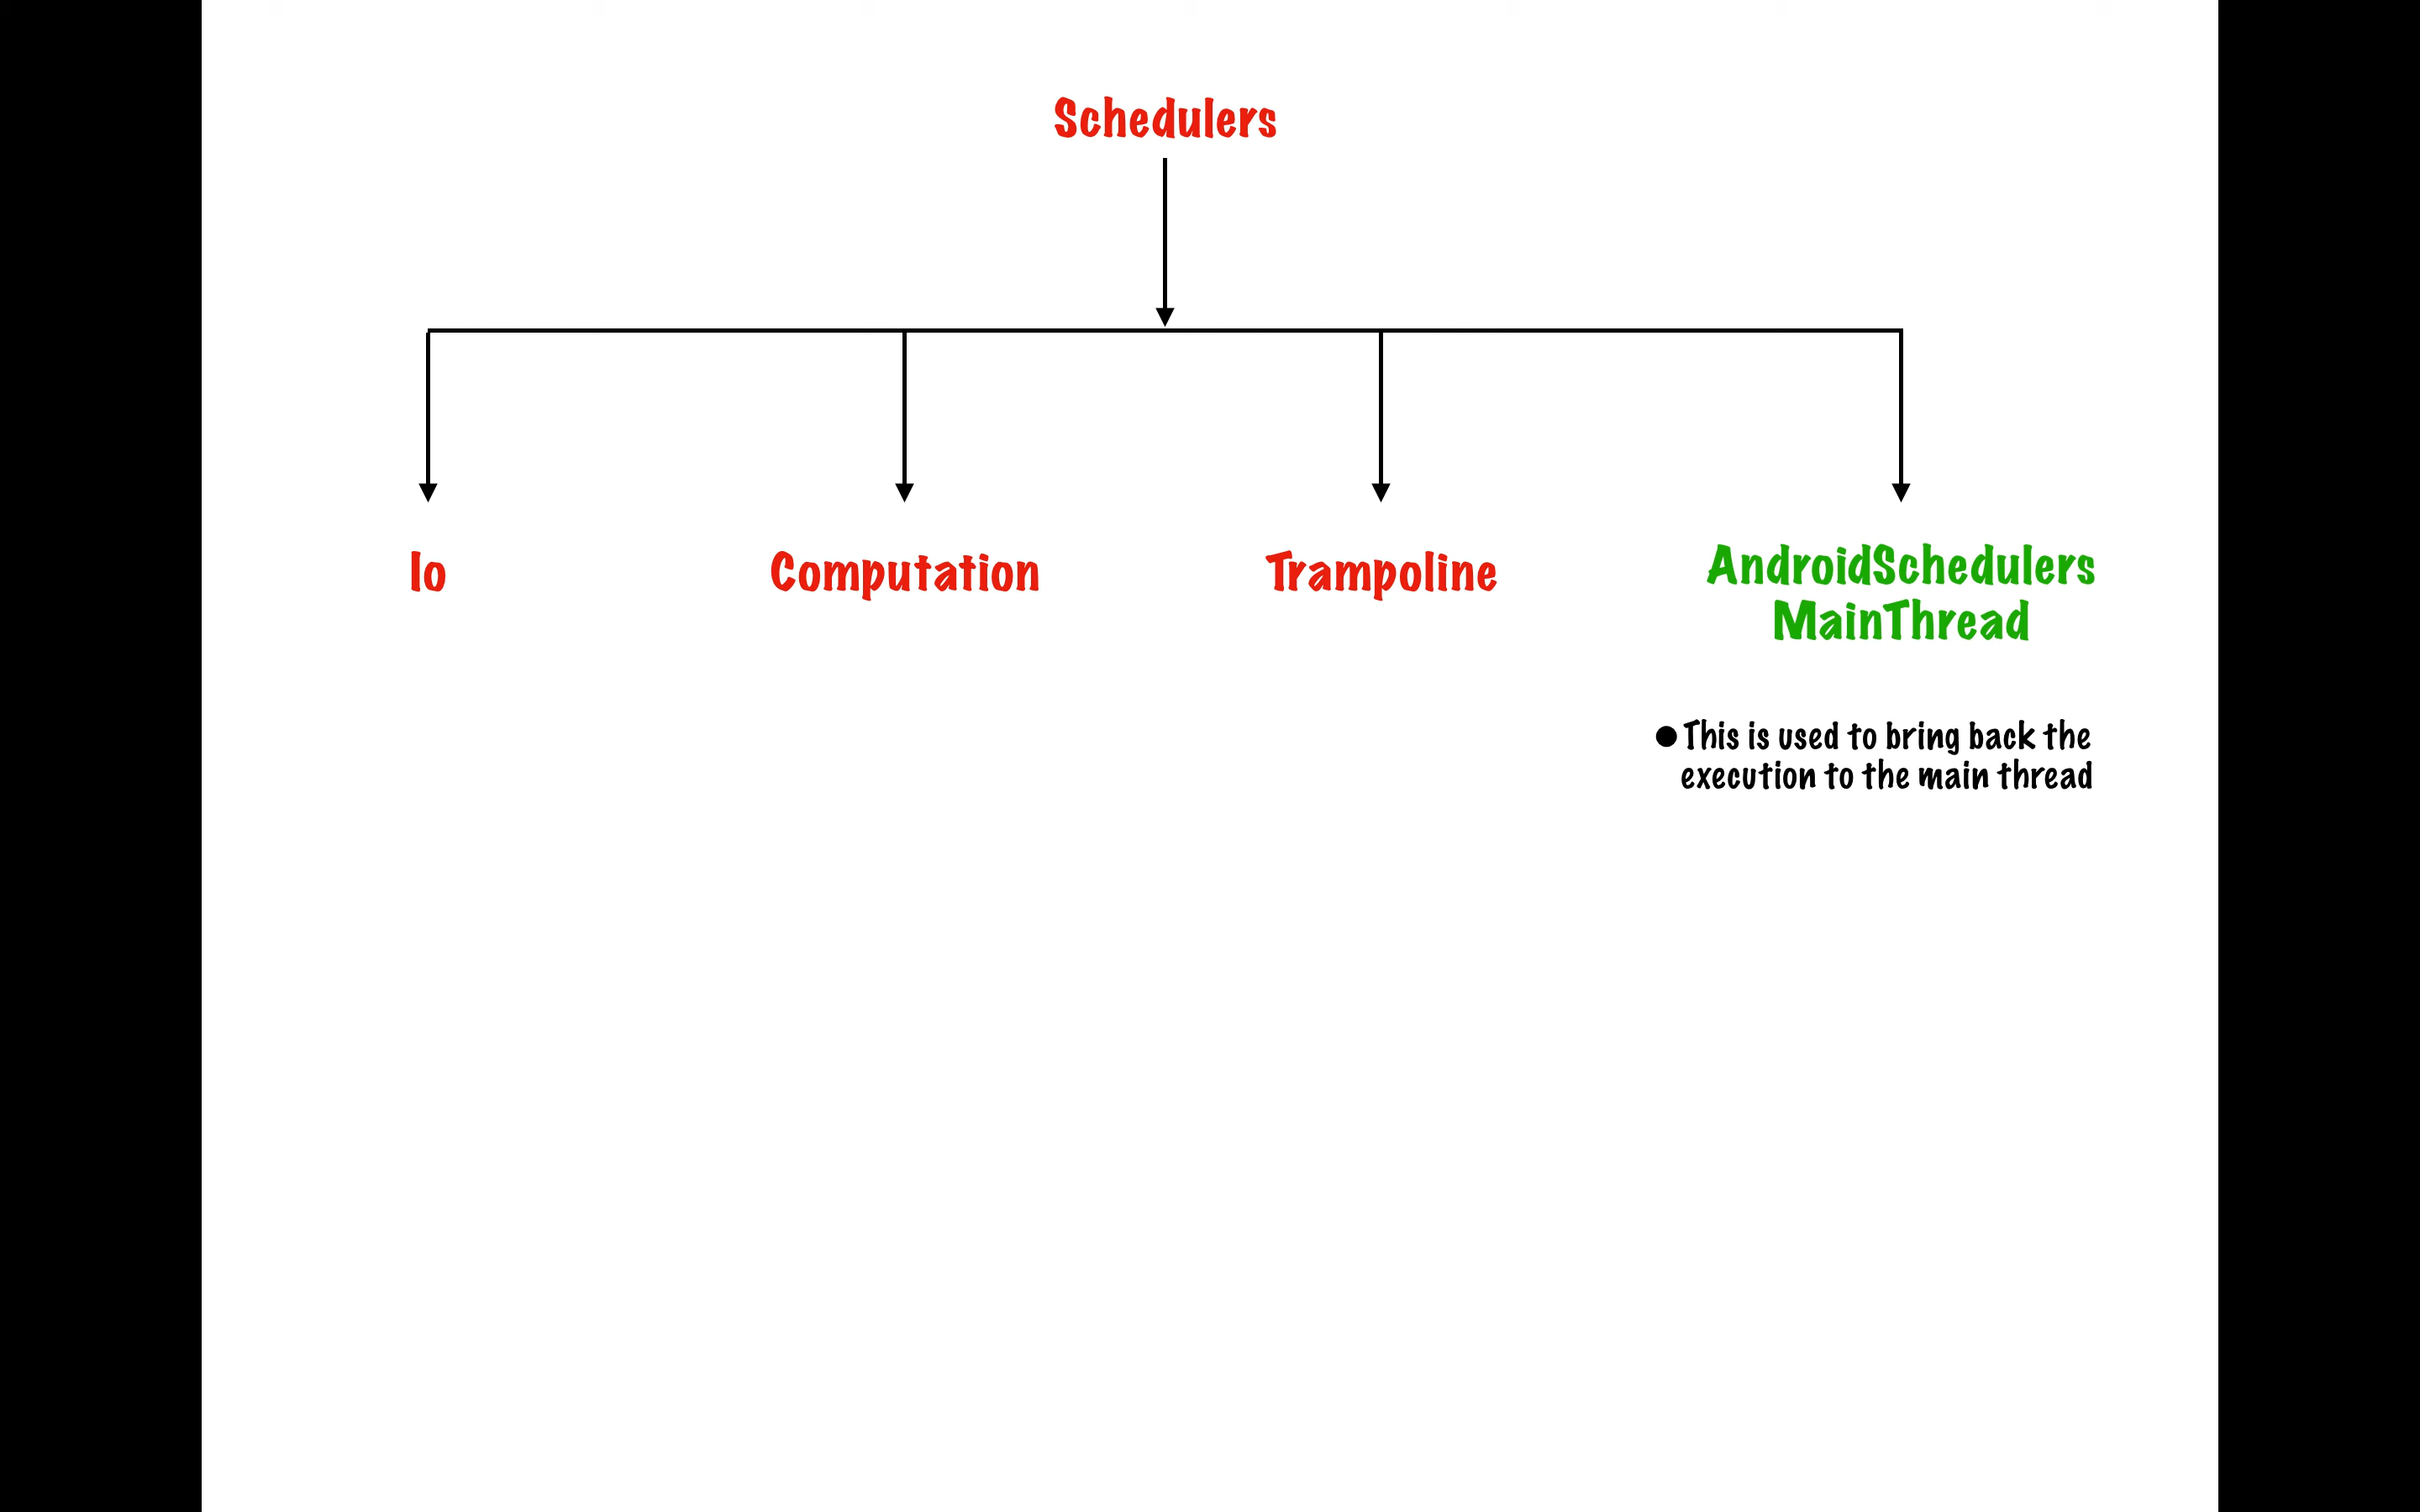 Schedulers
Io
Computation
Trampoline
AndroidSchedulers
MainThread
● This is used to bring back the
execution to the main thread